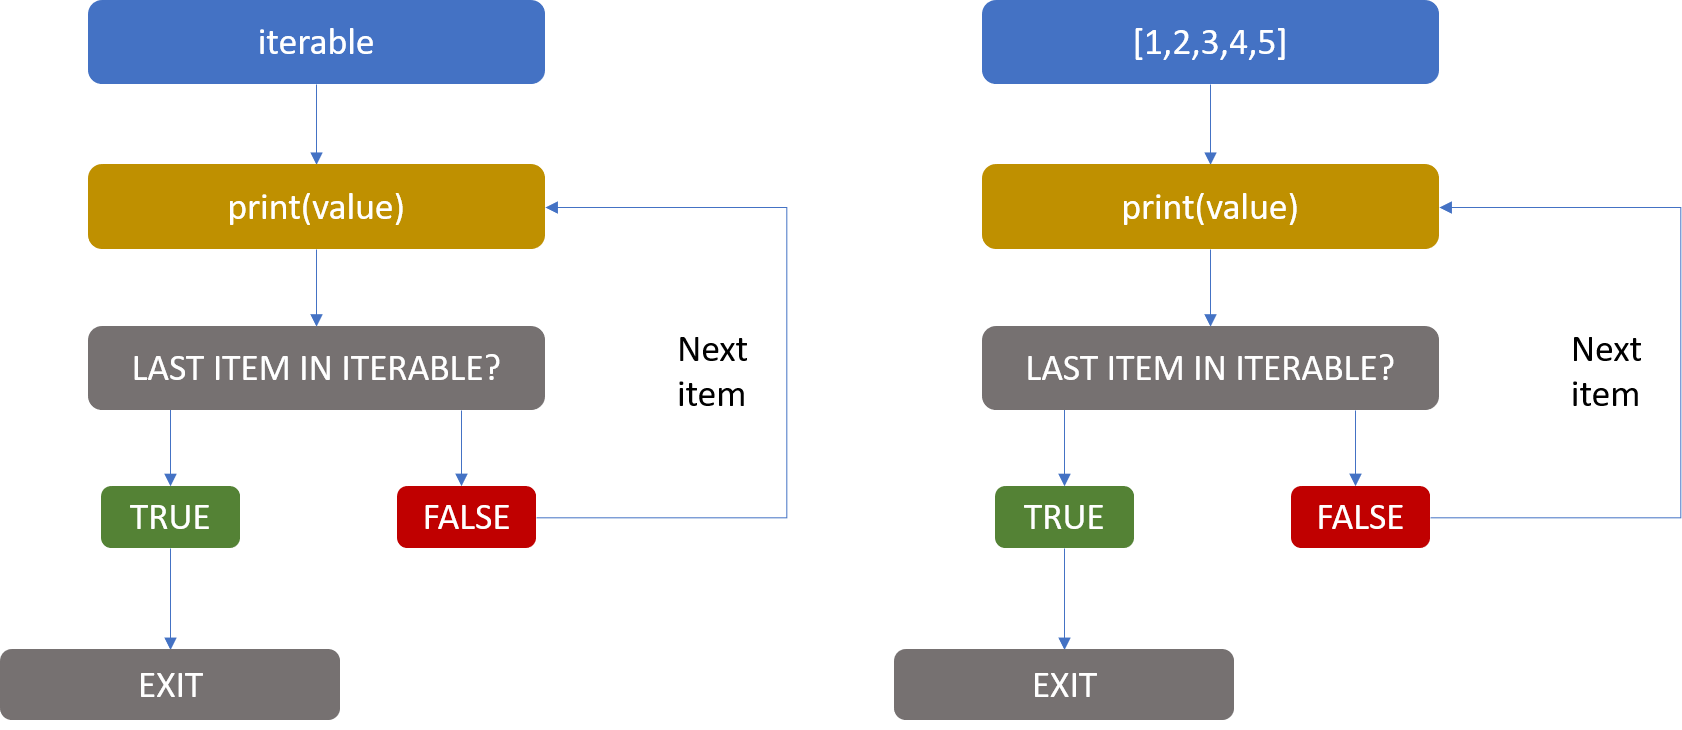 iterable
print(value)
LAST ITEM IN ITERABLE?
Next
item
TRUE
FALSE
EXIT
[1,2,3,4,5]
print(value)
LAST ITEM IN ITERABLE?
Next
item
TRUE
FALSE
EXIT